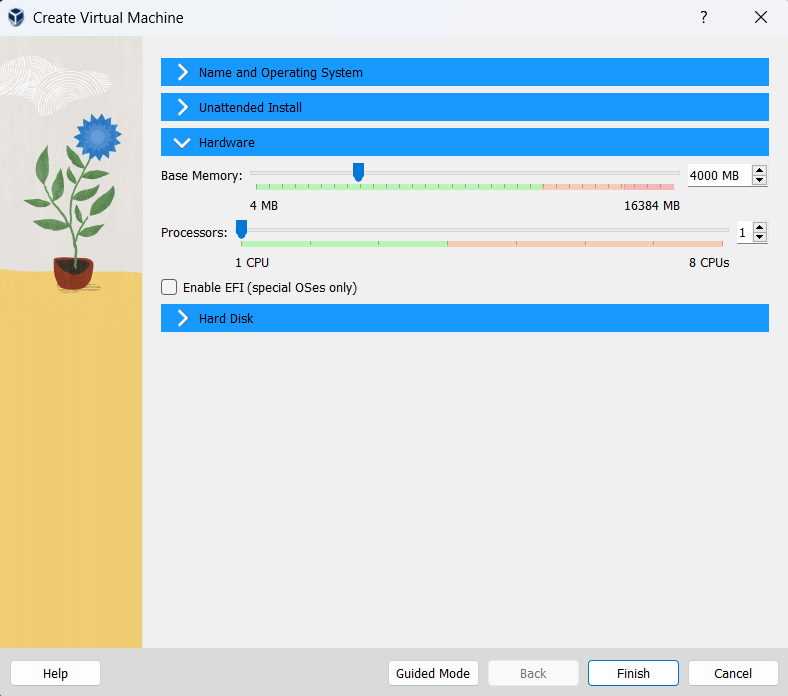 Create Virtual Machine
?
Name and Operating System
Unattended Install
Hardware
Base Memory: 4000 MB
4 MB 16384 MB
Processors: 1
1 CPU 8 CPUs
Enable EFI (special OSes only)
Hard Disk
Help Guided Mode Back Finish Cancel